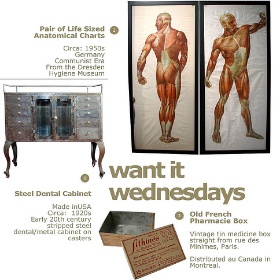 Pair of Life Sized
Anatomical Charts
Circa: 1950s
Germany
Communist Era
From the Dresden
Hygiene Museum
want it
wednesdays
Steel Dental Cabinet
Made inUSA
Circa: 1920s
Early 20th century
stripped steel
dental/metal cabinet on
casters
Old French
Pharmacie Box
Vintage tin medicine box
straight from rue des
Minimes, Paris.
Distributed au Canada in
Montreal.
Lithinés